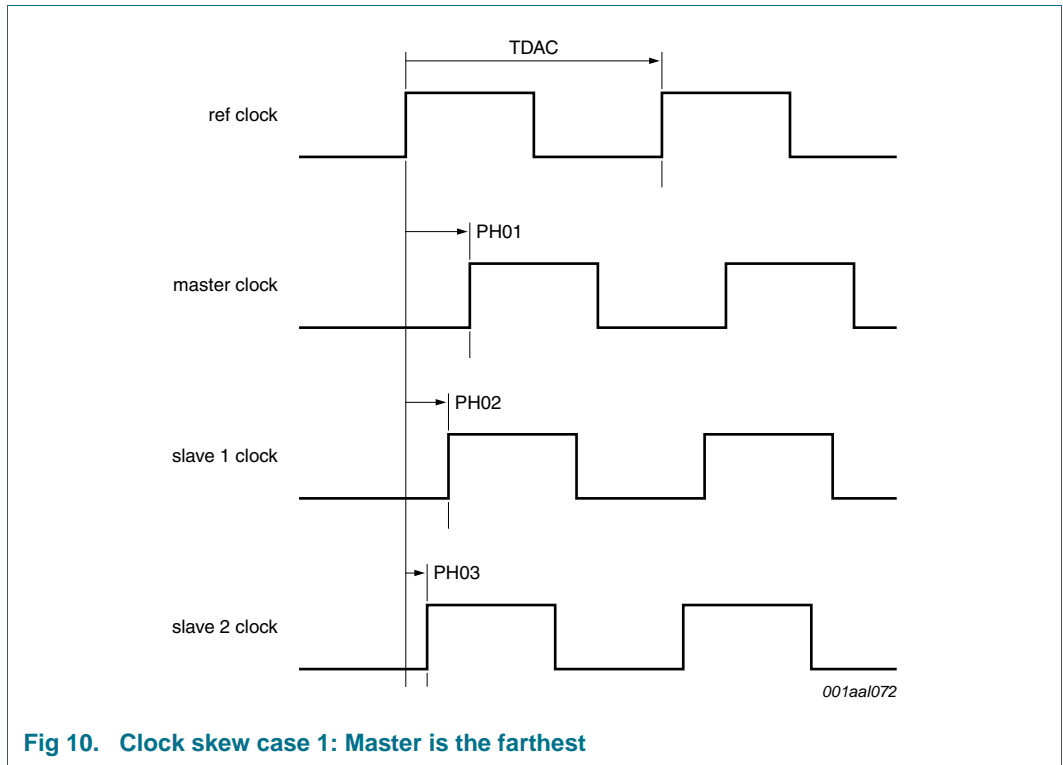 TDAC
ref clock
PH01
master clock
PH02
slave 1 clock
PH03
slave 2 clock
001aal072
Fig 10. Clock skew case 1: Master is the farthest